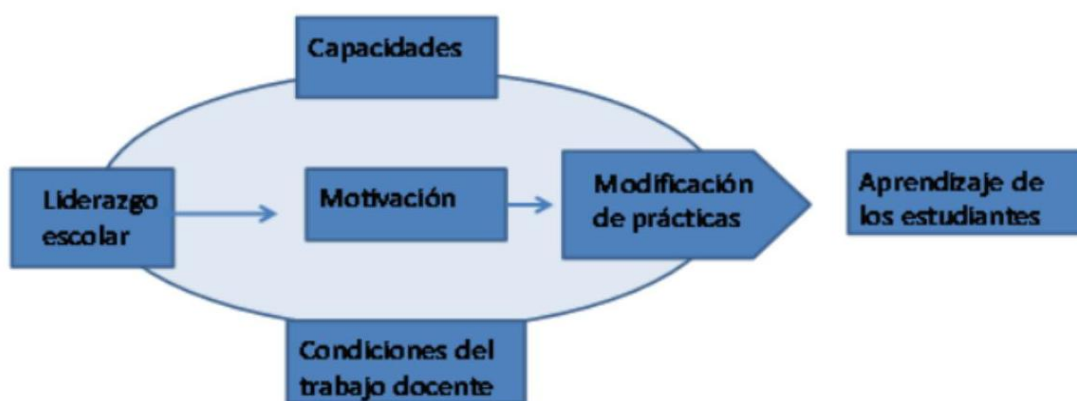 Capacidades
Liderazgo
escolar
Motivación
Modificación
de prácticas
Aprendizaje de
los estudiantes
Condiciones del
trabajo docente